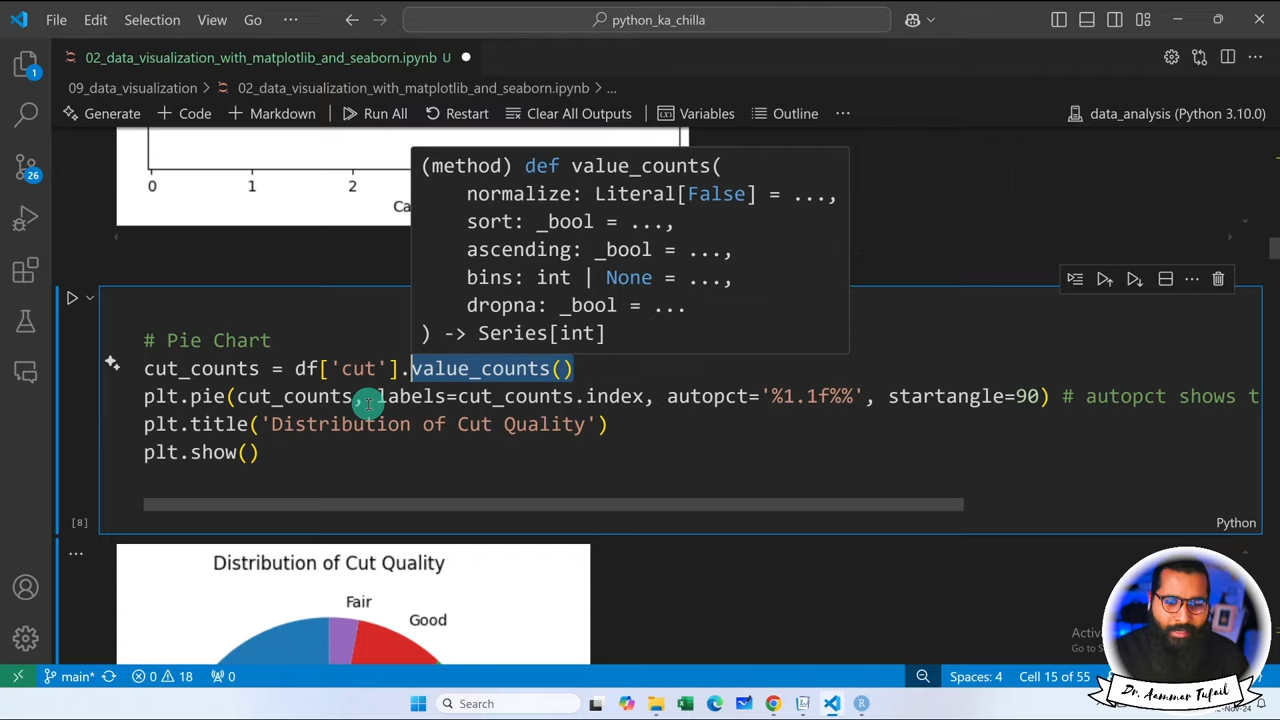 File Edit Selection View Go ··· python_ka_chilla
02_data_visualization_with_matplotlib_and_seaborn.ipynb U
09_data_visualization > 02_data_visualization_with_matplotlib_and_seaborn.ipynb > ...
Generate + Code + Markdown Run All Restart Clear All Outputs Variables Outline ··· data_analysis (Python 3.10.0)
1
26
(method) def value_counts(
normalize: Literal[False] = ...,
sort: _bool = ...,
ascending: _bool = ...,
bins: int | None = ...,
dropna: _bool = ...
) -> Series[int]
0 1 2
Ca
# Pie Chart
cut_counts = df['cut'].value_counts()
plt.pie(cut_counts, labels=cut_counts.index, autopct='%1.1f%%', startangle=90) # autopct shows t
plt.title('Distribution of Cut Quality')
plt.show()
[8] Python
Distribution of Cut Quality
Fair
Good
Dr. Aammar Tufail
main* 0 18 0 Spaces: 4 Cell 15 of 55
Search